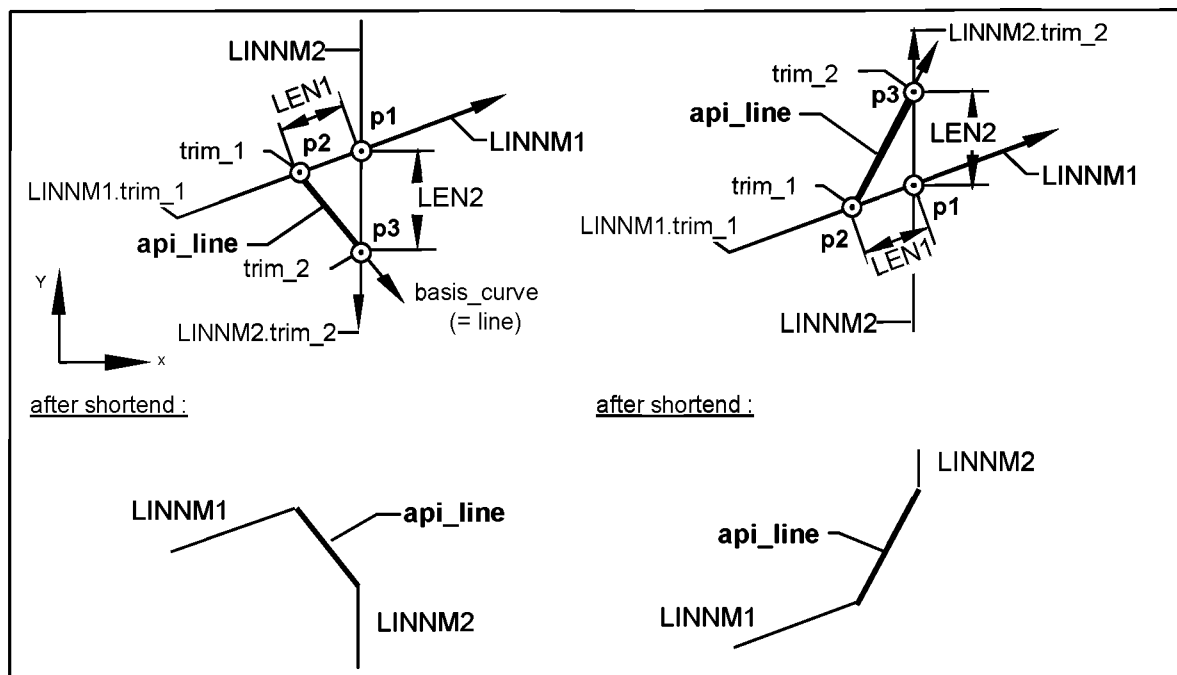 LINNM2
LEN1
p1
p2
trim_1
LINNM1
LINNM1.trim_1
LEN2
api_line
p3
trim_2
basis_curve
(= line)
LINNM2.trim_2
Y
x
after shortend :
LINNM1
api_line
LINNM2
LINNM2.trim_2
trim_2
p3
api_line
LEN2
LINNM1
trim_1
p1
LINNM1.trim_1
p2
LEN1
LINNM2
after shortend :
LINNM2
api_line
LINNM1